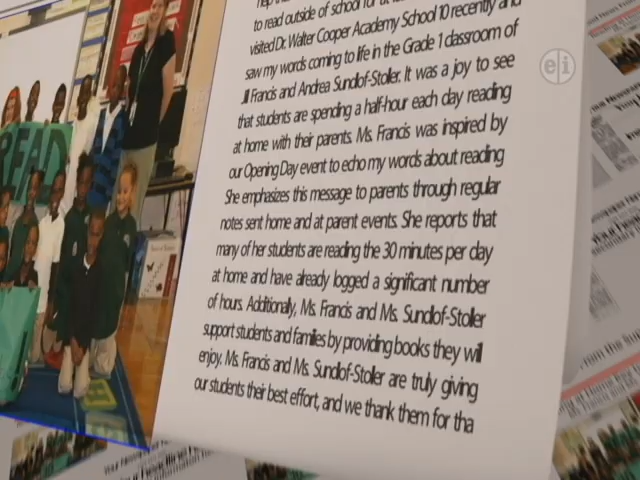 to read outside of school for at
visited Dr. Walter Cooper Academy School 10 recently and
saw my words coming to life in the Grade 1 classroom of
Jill Francis and Andrea Sundlof-Stoller. It was a joy to see
that students are spending a half-hour each day reading
at home with their parents. Ms. Francis was inspired by
our Opening Day event to echo my words about reading
She emphasizes this message to parents through regular
notes sent home and at parent events. She reports that
many of her students are reading the 30 minutes per day
at home and have already logged a significant number
of hours. Additionally, Ms. Francis and Ms. Sundlof-Stoller
support students and families by providing books they will
enjoy. Ms. Francis and Ms. Sundlof-Stoller are truly giving
our students their best effort, and we thank them for tha
READ
e i